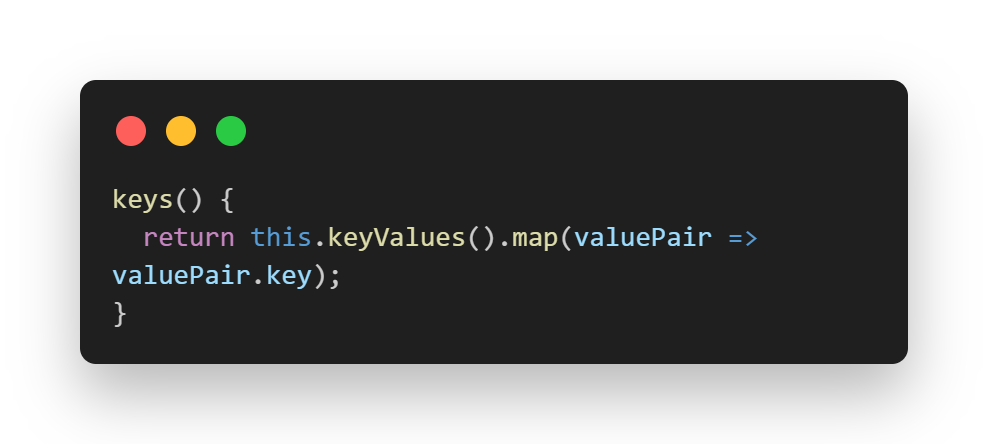 keys() {
  return this.keyValues().map(valuePair =>
valuePair.key);
}